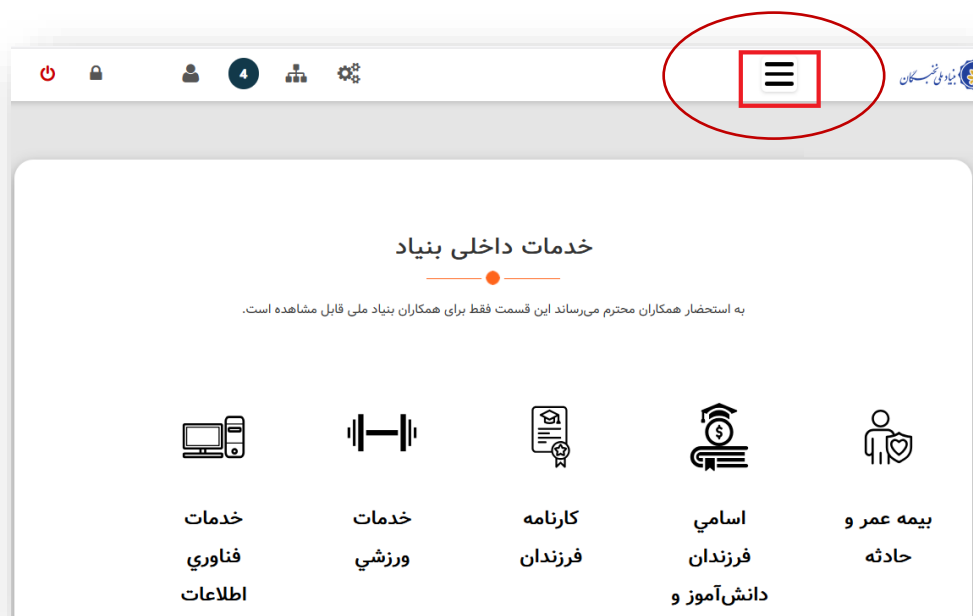 بنیاد ملی نخبگان
4
خدمات داخلی بنیاد
به استحضار همکاران محترم می‌رساند این قسمت فقط برای همکاران بنیاد ملی قابل مشاهده است.
بیمه عمر و
حادثه
اسامي
فرزندان
دانش‌آموز و
کارنامه
فرزندان
خدمات
ورزشي
خدمات
فناوري
اطلاعات